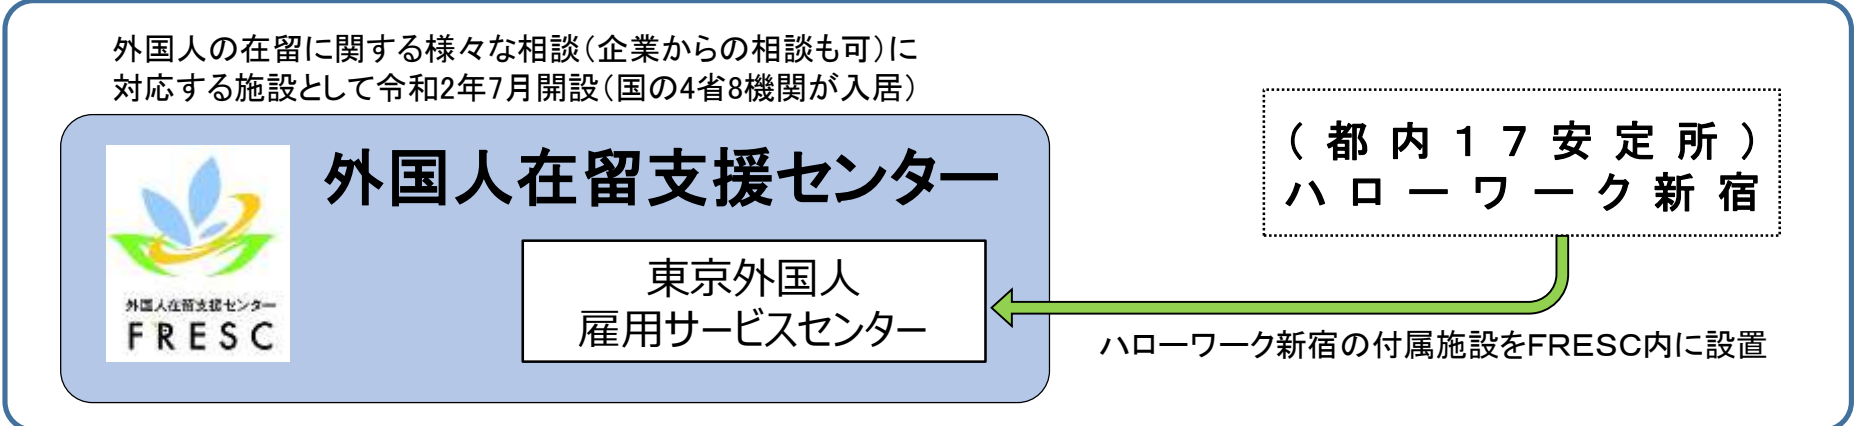 外国人の在留に関する様々な相談（企業からの相談も可）に
対応する施設として令和2年7月開設（国の4省8機関が入居）
外国人在留支援センター
外国人在留支援センター
FRESC
東京外国人
雇用サービスセンター
（都内１７安定所）
ハローワーク新宿
ハローワーク新宿の付属施設をFRESC内に設置